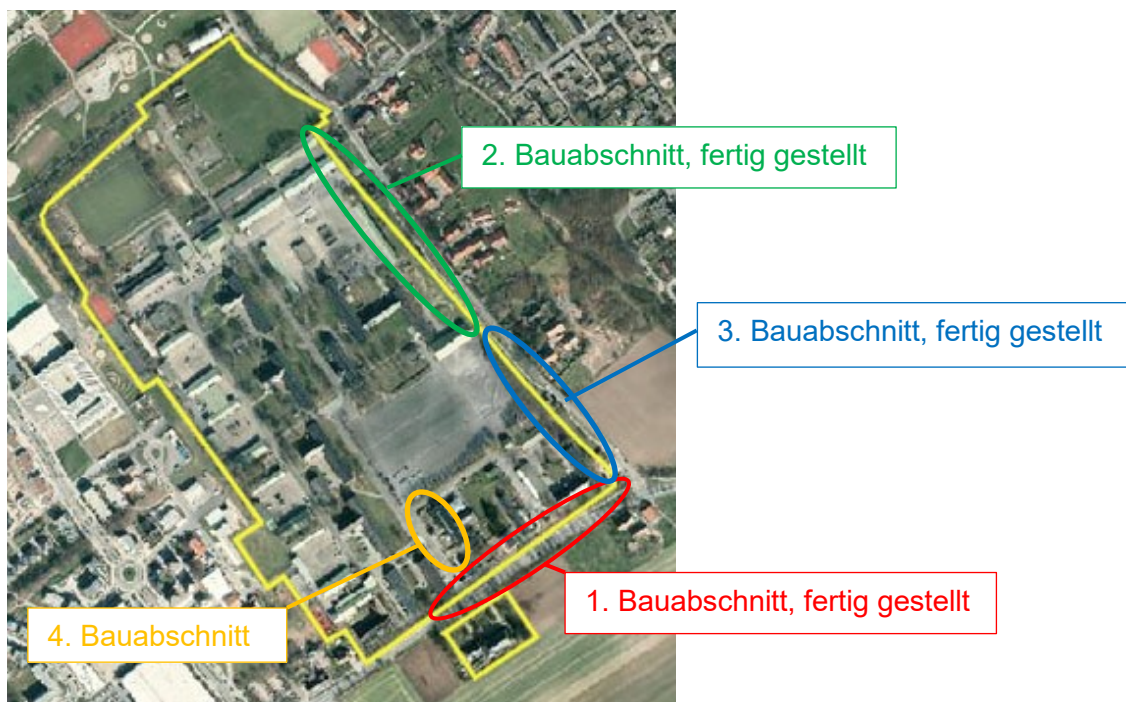 2. Bauabschnitt, fertig gestellt
3. Bauabschnitt, fertig gestellt
1. Bauabschnitt, fertig gestellt
4. Bauabschnitt